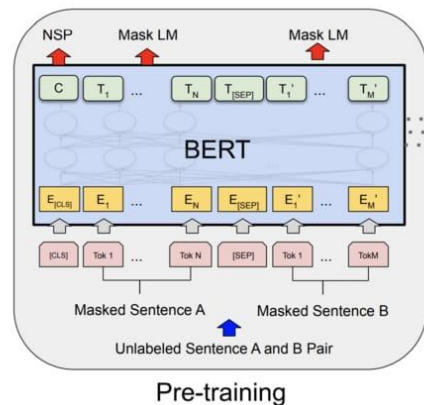 NSP Mask LM Mask LM
C T1 ... TN T[SEP] T1' ... TM'
BERT
E[CLS] E1 ... EN E[SEP] E1' ... EM'
[CLS] Tok 1 ... Tok N [SEP] Tok 1 ... TokM
Masked Sentence A Masked Sentence B
Unlabeled Sentence A and B Pair
Pre-training